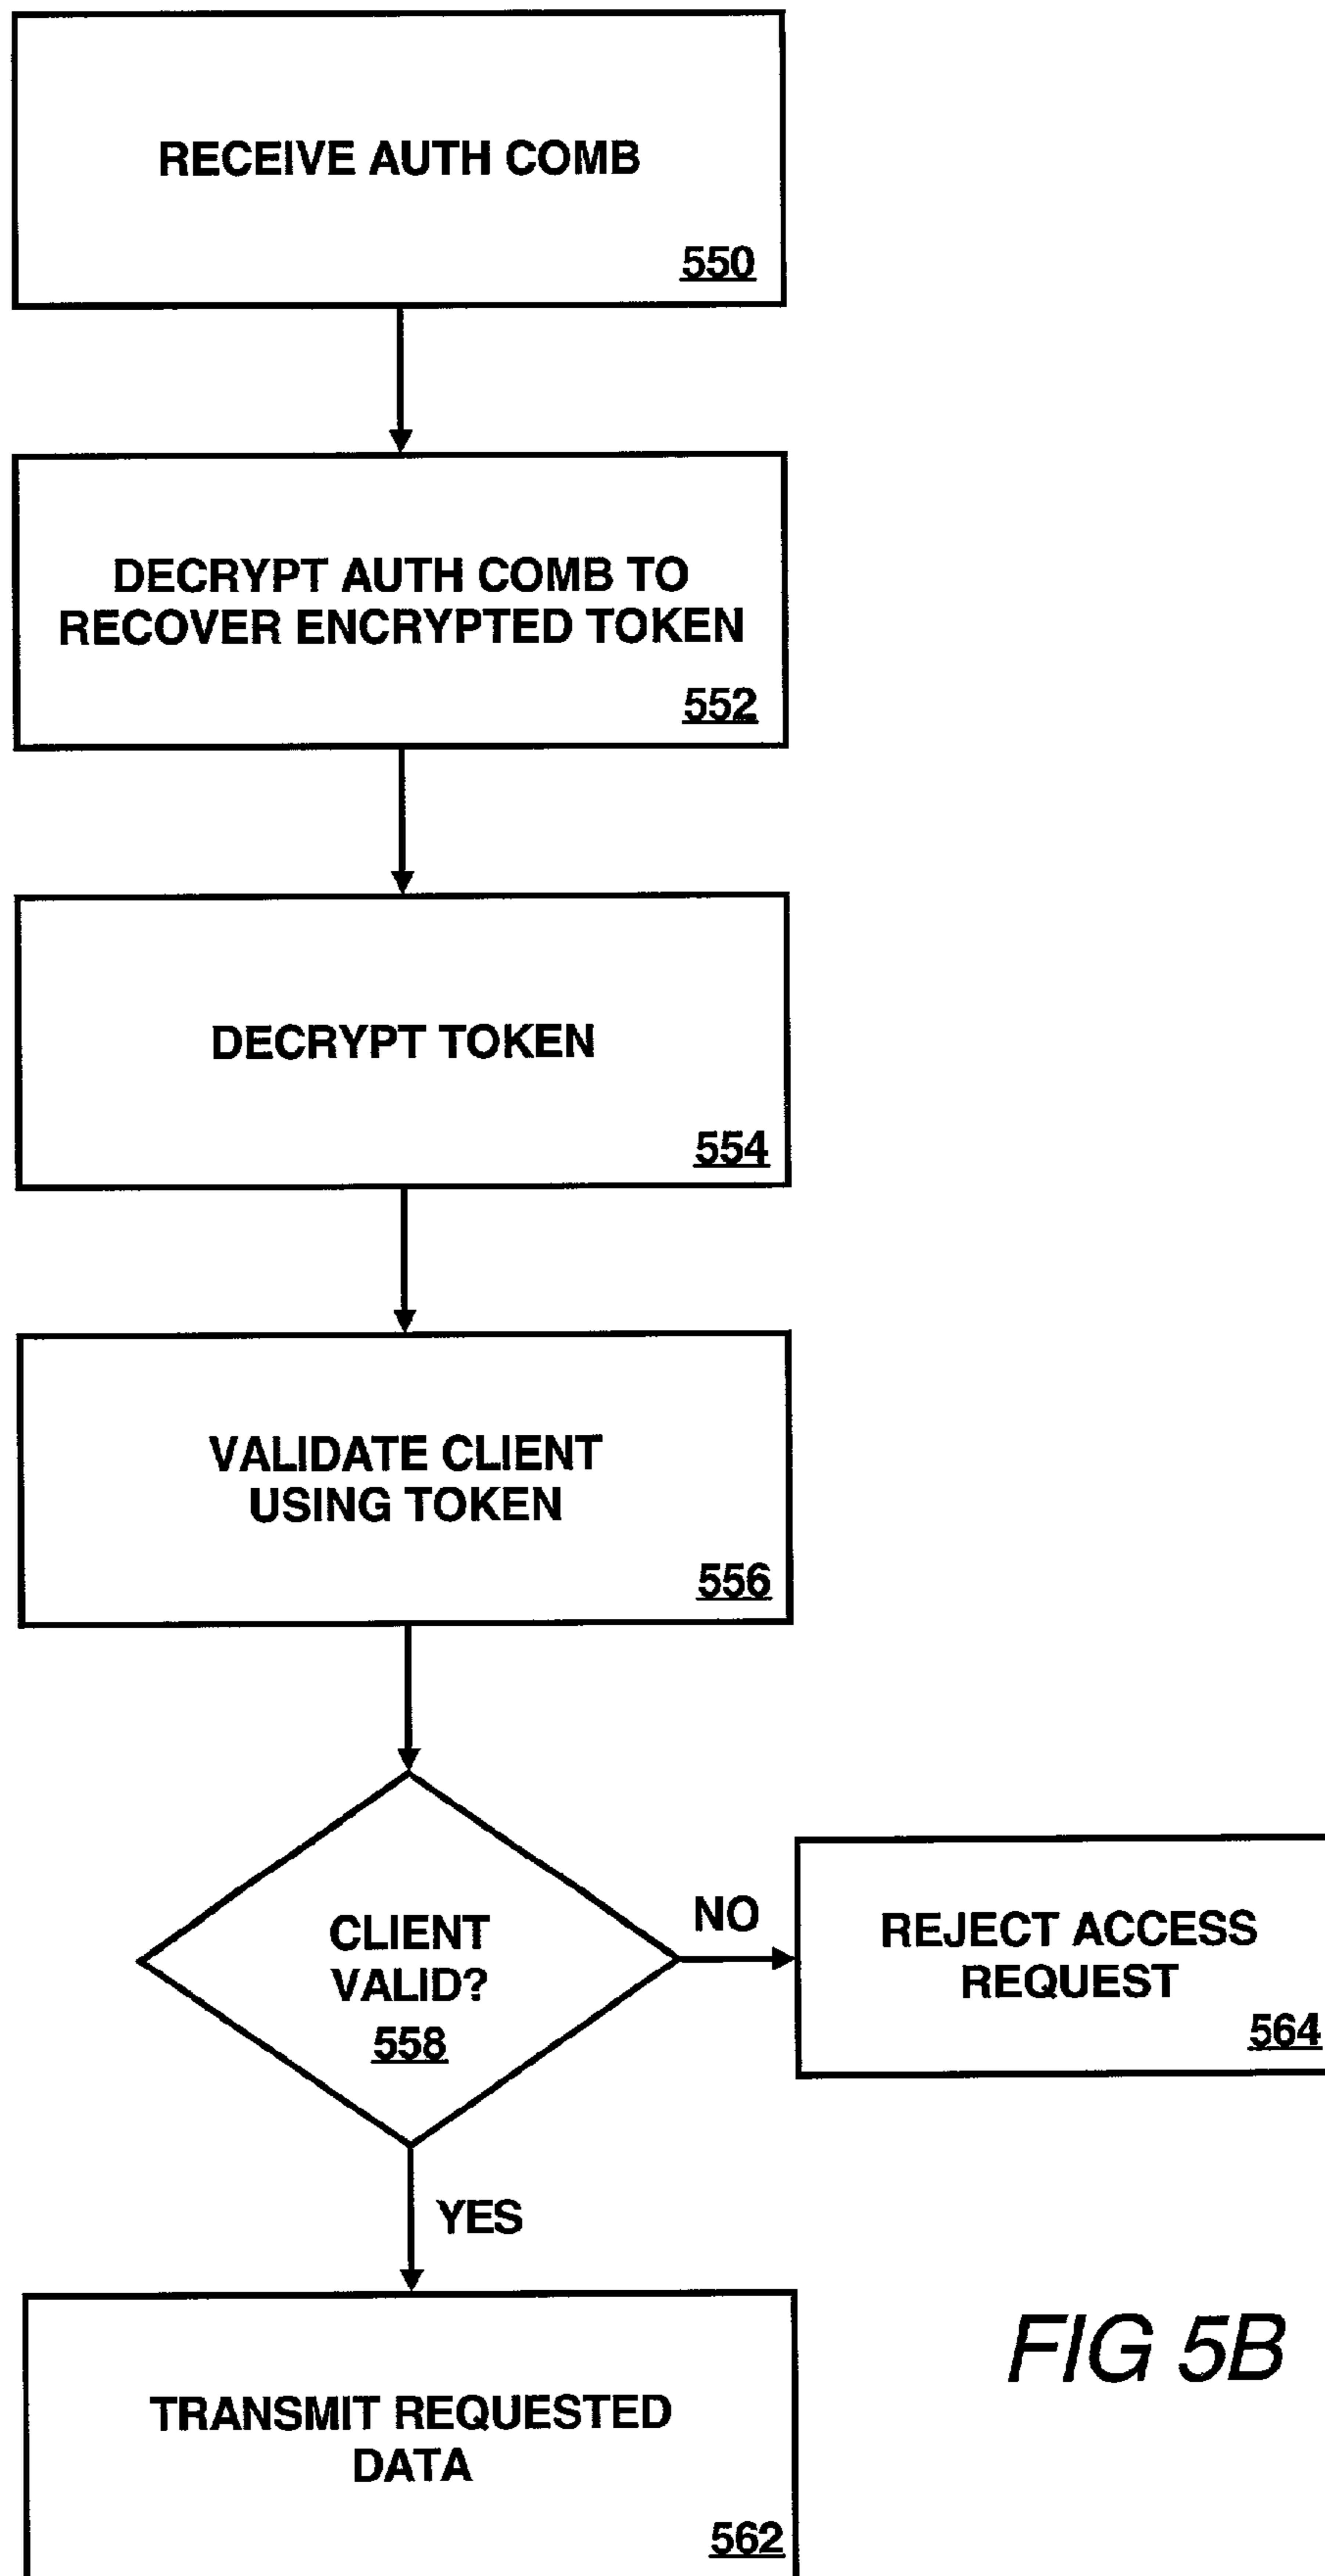 RECEIVE AUTH COMB
550
DECRYPT AUTH COMB TO
RECOVER ENCRYPTED TOKEN
552
DECRYPT TOKEN
554
VALIDATE CLIENT
USING TOKEN
556
CLIENT
VALID?
558
NO
REJECT ACCESS
REQUEST
564
YES
TRANSMIT REQUESTED
DATA
562
FIG 5B